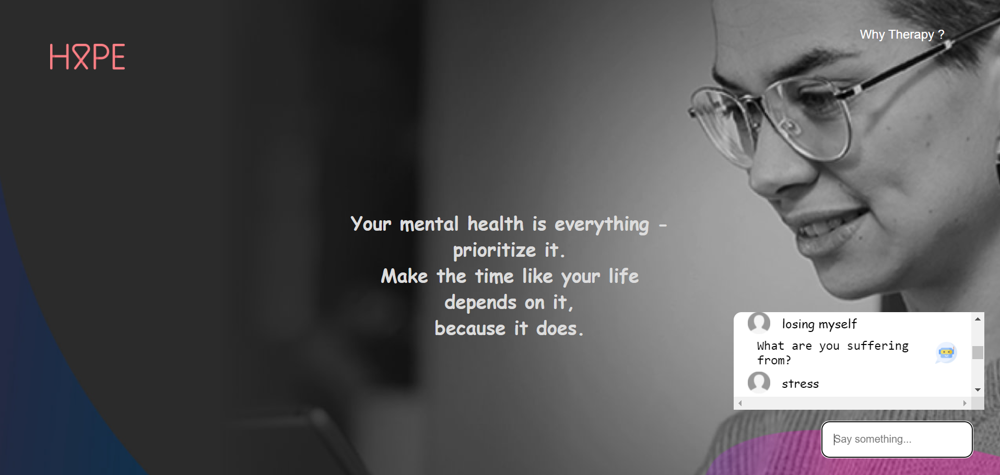 HOPE
Why Therapy ?
Your mental health is everything -
prioritize it.
Make the time like your life
depends on it,
because it does.
losing myself
What are you suffering
from?
stress
Say something...